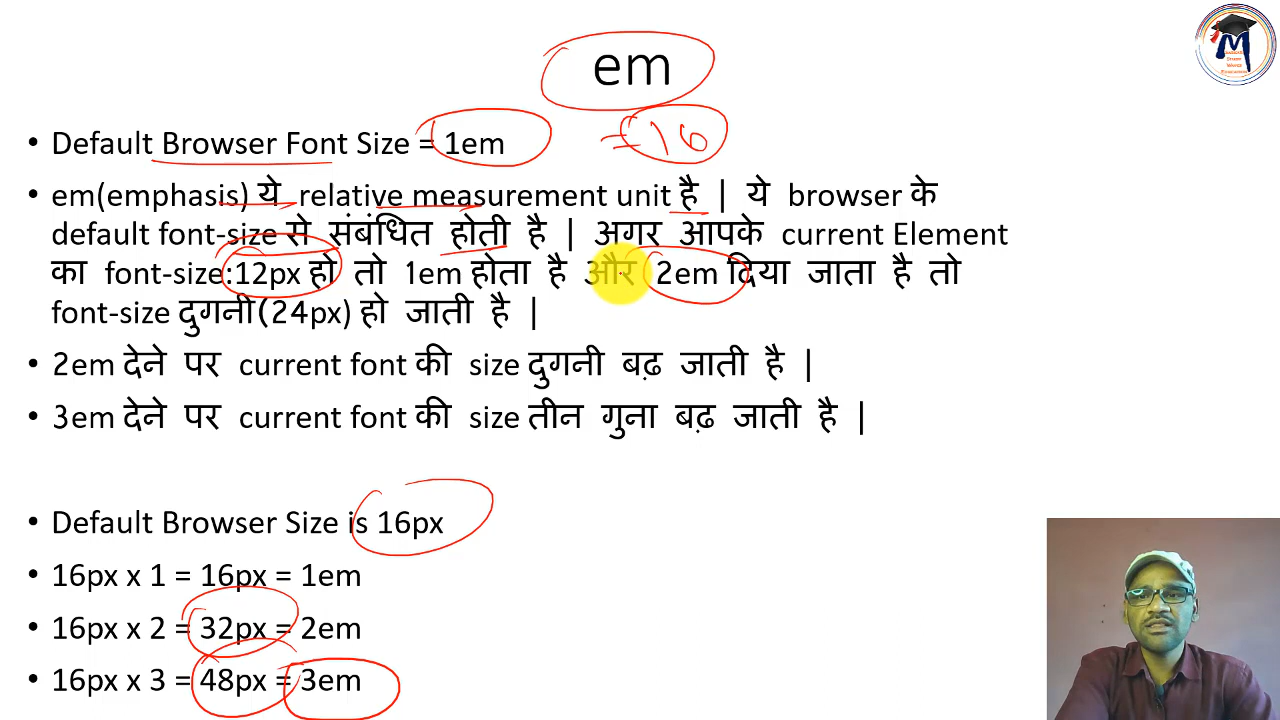 em
Default Browser Font Size = 1em = 16
em(emphasis) ये relative measurement unit है | ये browser के
default font-size से संबंधित होती है | अगर आपके current Element
का font-size:12px हो तो 1em होता है और 2em दिया जाता है तो
font-size दुगनी(24px) हो जाती है |
2em देने पर current font की size दुगनी बढ़ जाती है |
3em देने पर current font की size तीन गुना बढ़ जाती है |
Default Browser Size is 16px
16px x 1 = 16px = 1em
16px x 2 = 32px = 2em
16px x 3 = 48px = 3em